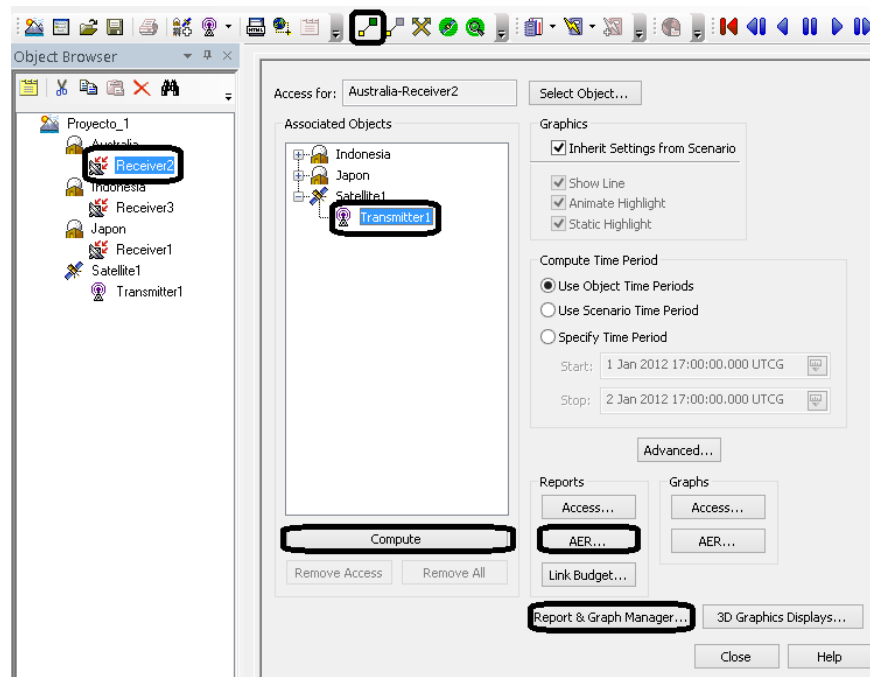 Object Browser
Proyecto_1
Australia
Receiver2
Indonesia
Receiver3
Japon
Receiver1
Satellite1
Transmitter1
Access for: Australia-Receiver2 Select Object...
Associated Objects
Indonesia
Japon
Satellite1
Transmitter1
Compute
Remove Access Remove All
Graphics
Inherit Settings from Scenario
Show Line
Animate Highlight
Static Highlight
Compute Time Period
Use Object Time Periods
Use Scenario Time Period
Specify Time Period
Start: 1 Jan 2012 17:00:00.000 UTCG
Stop: 2 Jan 2012 17:00:00.000 UTCG
Advanced...
Reports Graphs
Access... Access...
AER... AER...
Link Budget...
Report & Graph Manager... 3D Graphics Displays...
Close Help